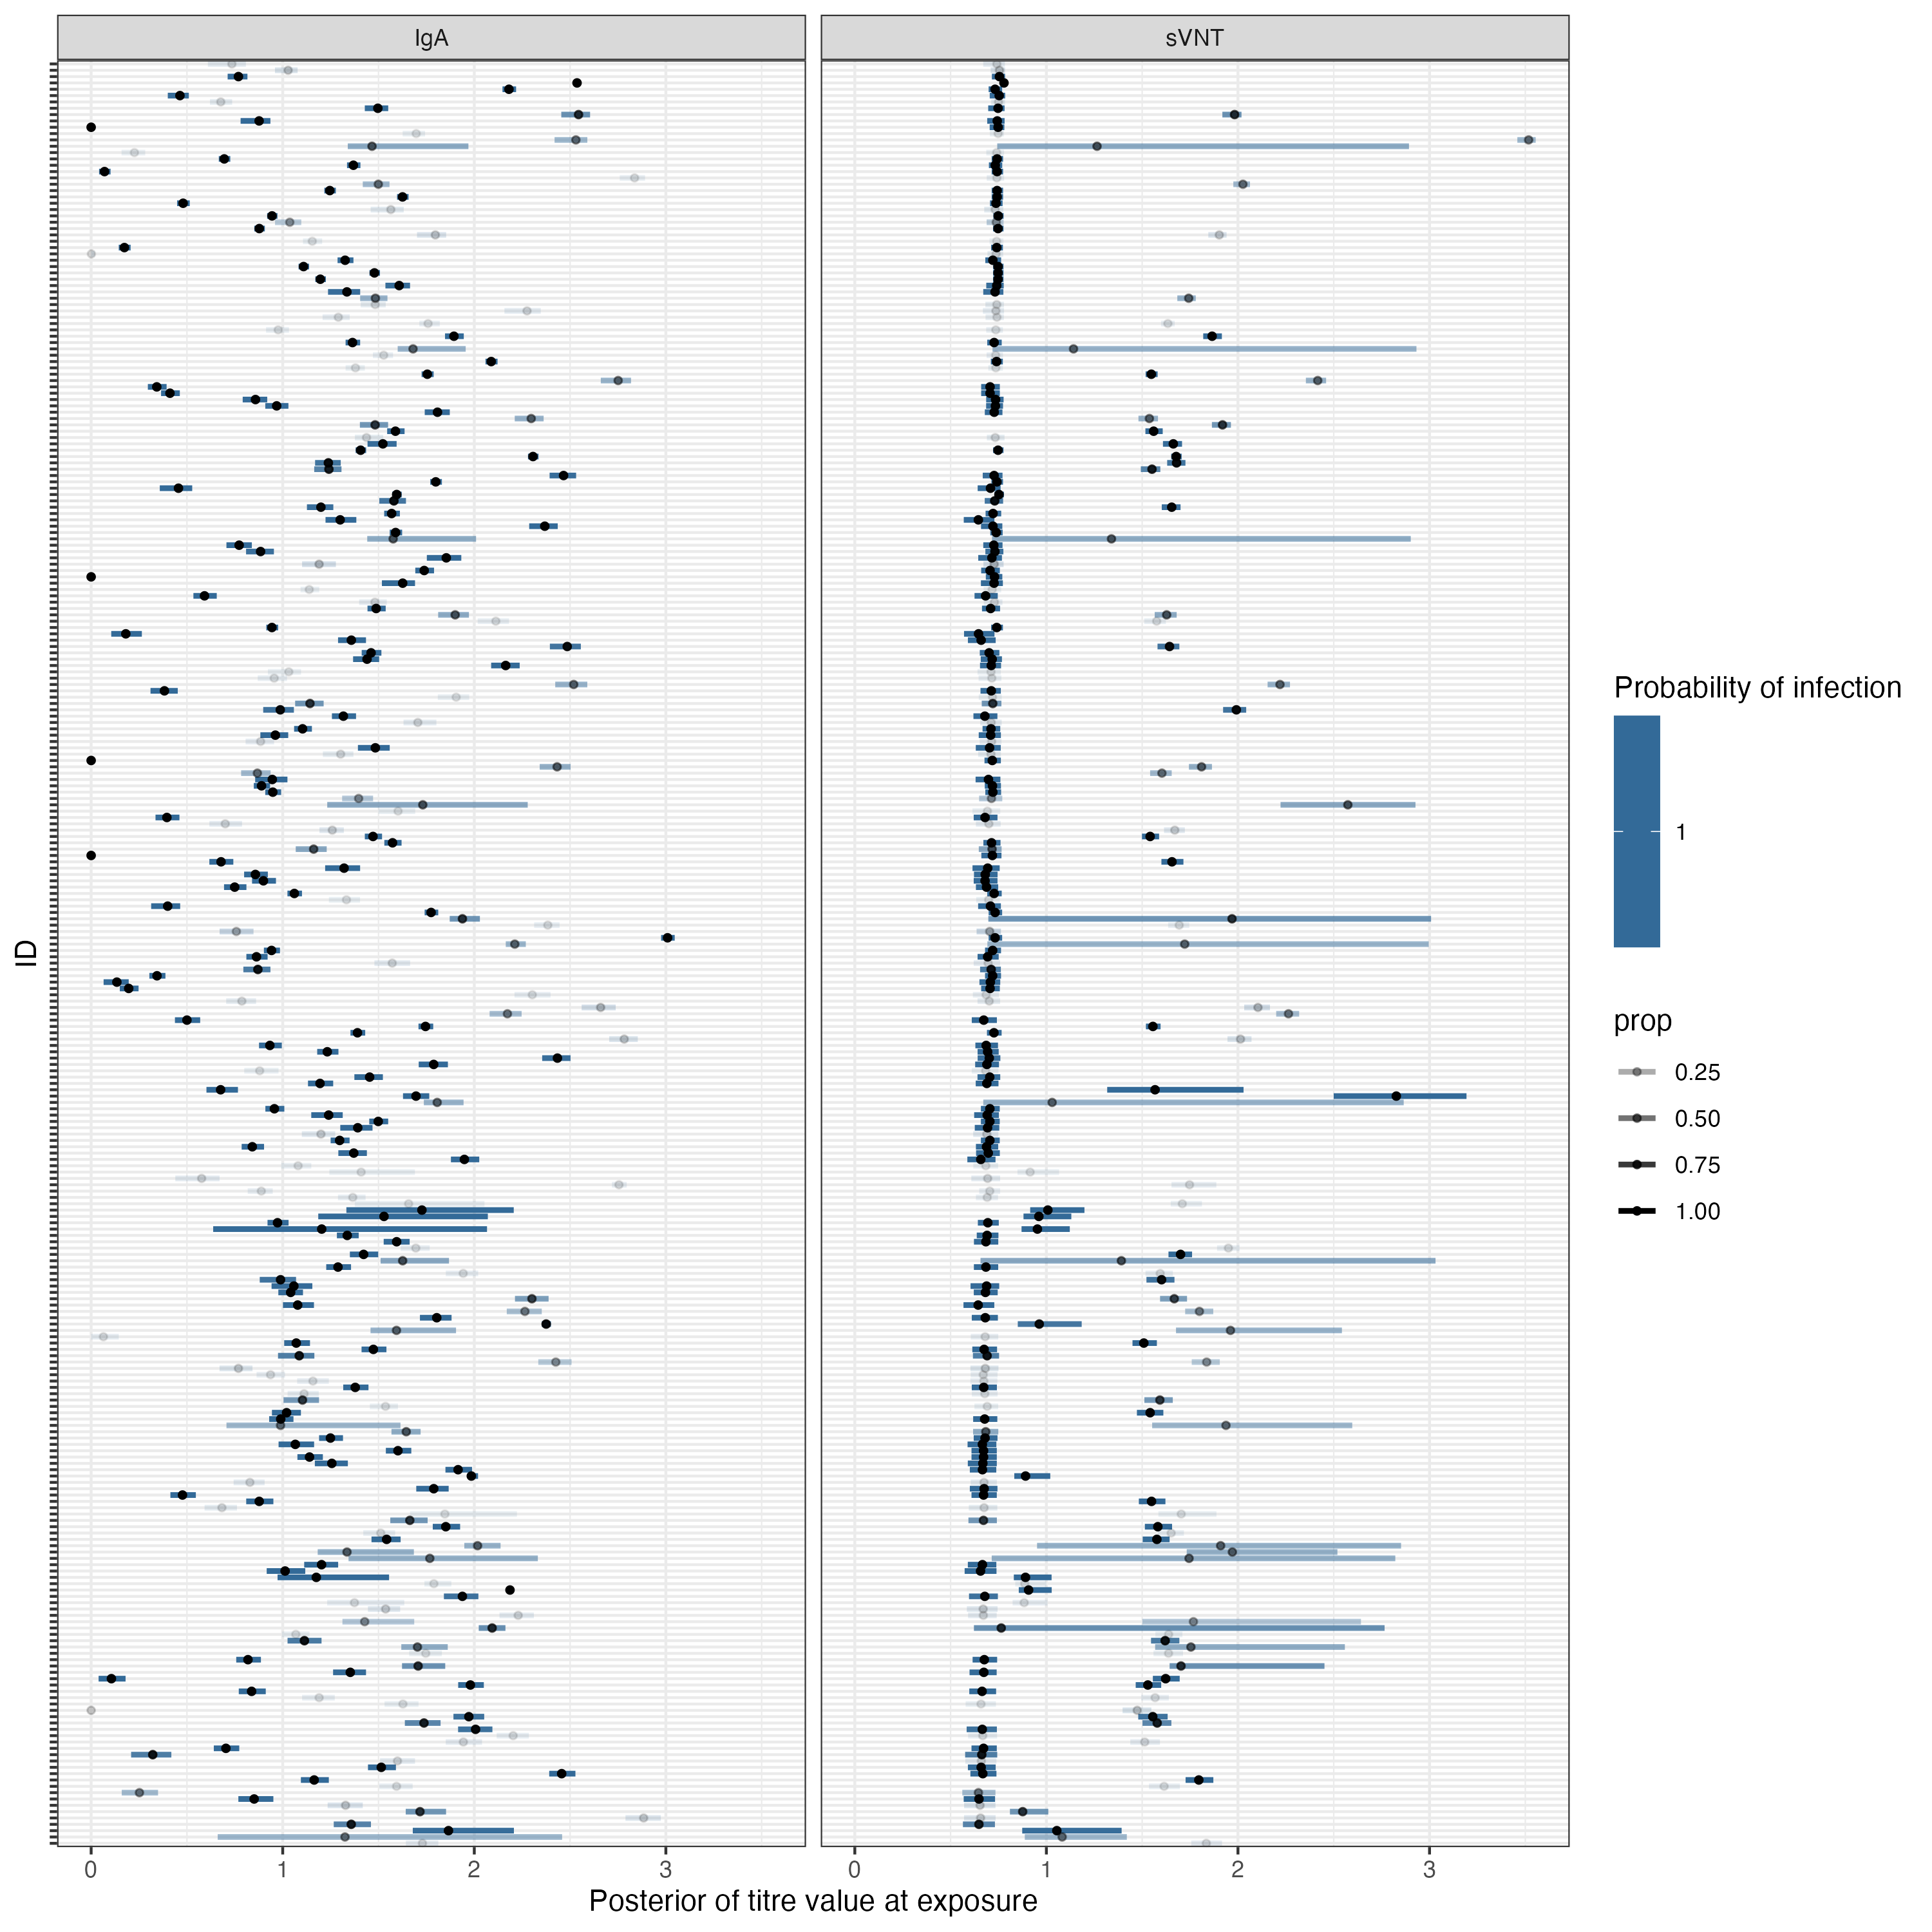 IgA
sVNT
ID
0
1
2
3
0
1
2
3
Posterior of titre value at exposure
Probability of infection
1
prop
0.25
0.50
0.75
1.00